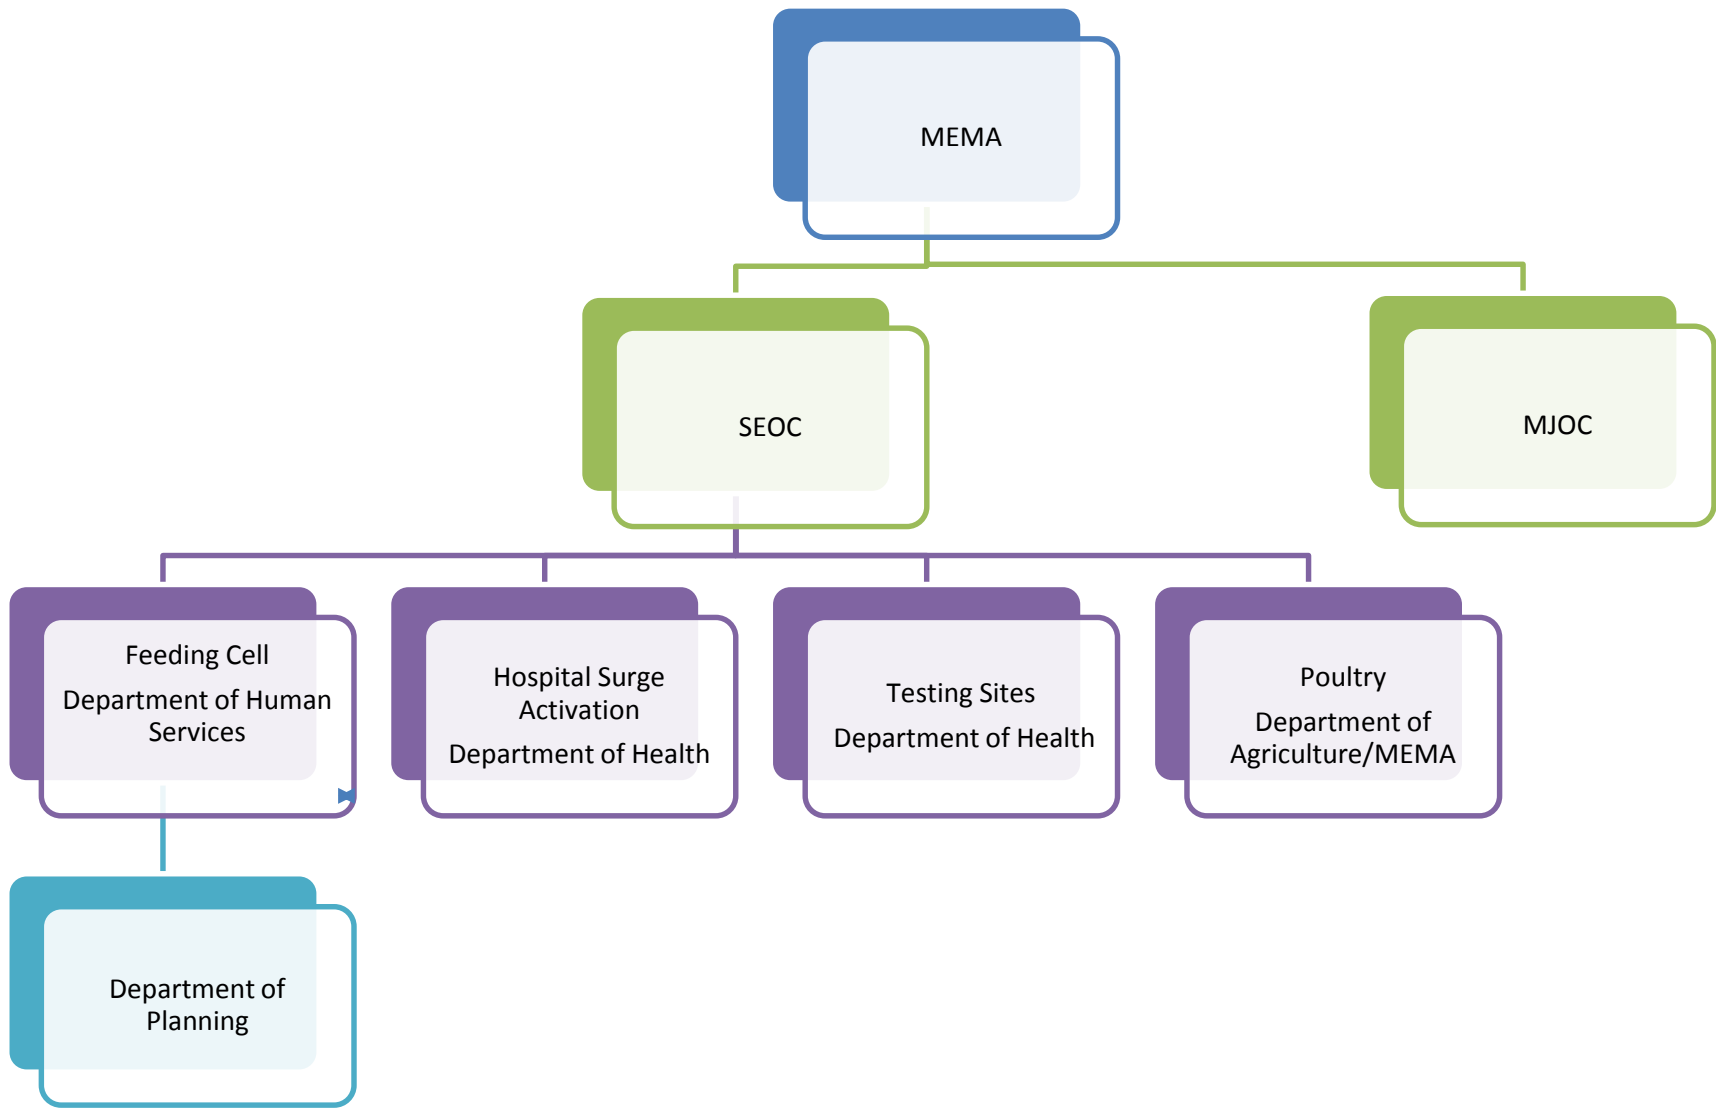 MEMA
SEOC
MJOC
Feeding Cell
Department of Human
Services
Hospital Surge
Activation
Department of Health
Testing Sites
Department of Health
Poultry
Department of
Agriculture/MEMA
Department of
Planning